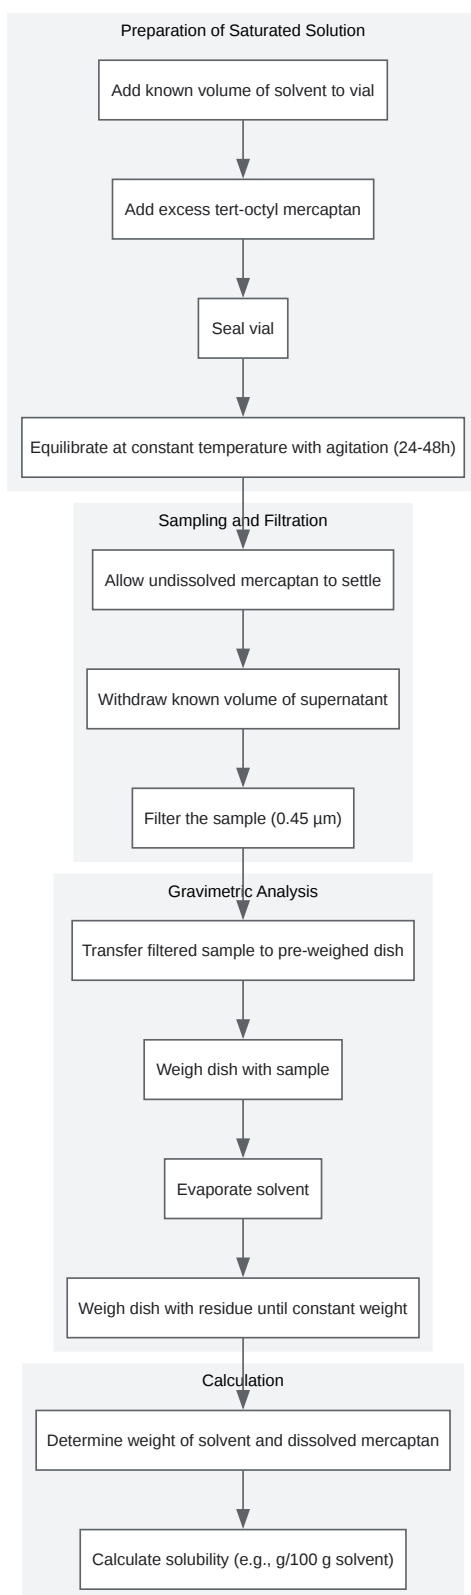 Preparation of Saturated Solution
Add known volume of solvent to vial
Add excess tert-octyl mercaptan
Seal vial
Equilibrate at constant temperature with agitation (24-48h)
Sampling and Filtration
Allow undissolved mercaptan to settle
Withdraw known volume of supernatant
Filter the sample (0.45 µm)
Gravimetric Analysis
Transfer filtered sample to pre-weighed dish
Weigh dish with sample
Evaporate solvent
Weigh dish with residue until constant weight
Calculation
Determine weight of solvent and dissolved mercaptan
Calculate solubility (e.g., g/100 g solvent)